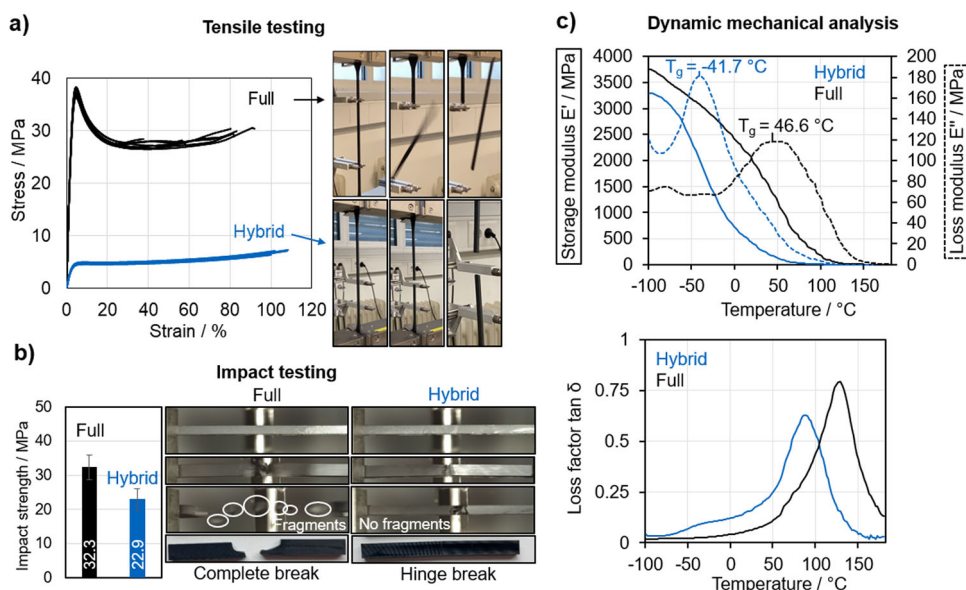 a)
Tensile testing
Stress / MPa
40
30
20
10
0
Full
Hybrid
0
20
40
60
80
100
120
Strain / %
b)
Impact testing
Impact strength / MPa
50
40
30
20
10
0
Full
32.3
Hybrid
22.9
Full
Hybrid
Fragments
No fragments
Complete break
Hinge break
c)
Dynamic mechanical analysis
Storage modulus E' / MPa
4000
3500
3000
2500
2000
1500
1000
500
0
Tg = -41.7 °C
Hybrid
Full
Tg = 46.6 °C
200
180
160
140
120
100
80
60
40
20
0
Loss modulus E'' / MPa
-100
-50
0
50
100
150
Temperature / °C
Loss factor tan δ
1
0.75
0.5
0.25
0
Hybrid
Full
-100
-50
0
50
100
150
Temperature / °C